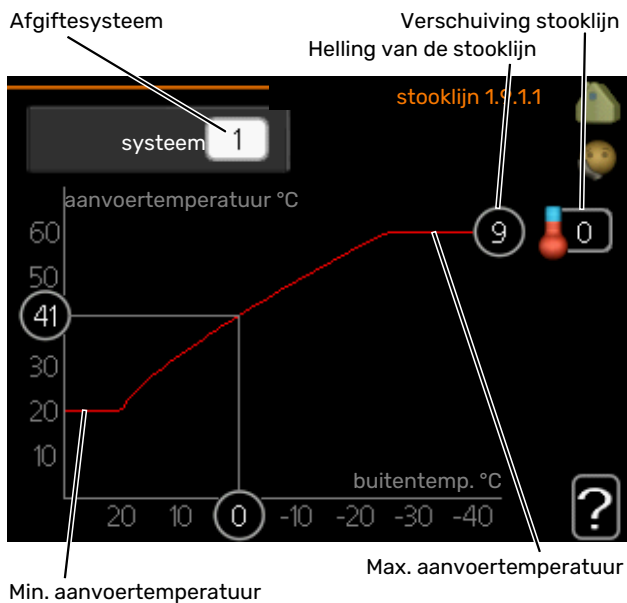 Afgiftesysteem
Verschuiving stooklijn
Helling van de stooklijn
stooklijn 1.9.1.1
systeem 1
aanvoertemperatuur °C
60
50
41
30
20
10
9
0
buitentemp. °C
20 10 0 -10 -20 -30 -40
?
Max. aanvoertemperatuur
Min. aanvoertemperatuur